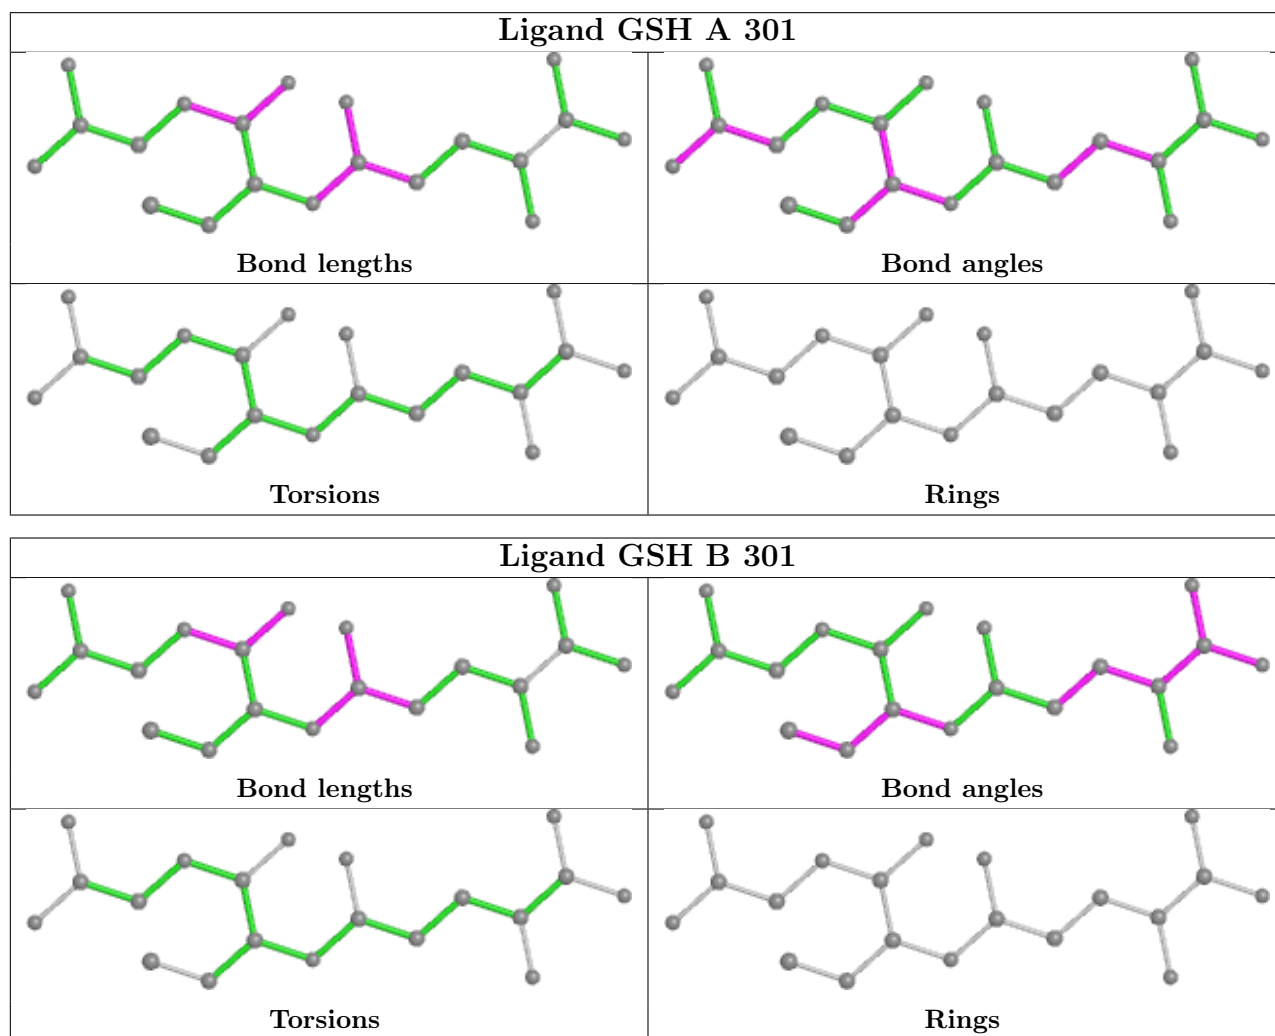 Ligand GSH A 301
Bond lengths
Bond angles
Torsions
Rings
Ligand GSH B 301
Bond lengths
Bond angles
Torsions
Rings